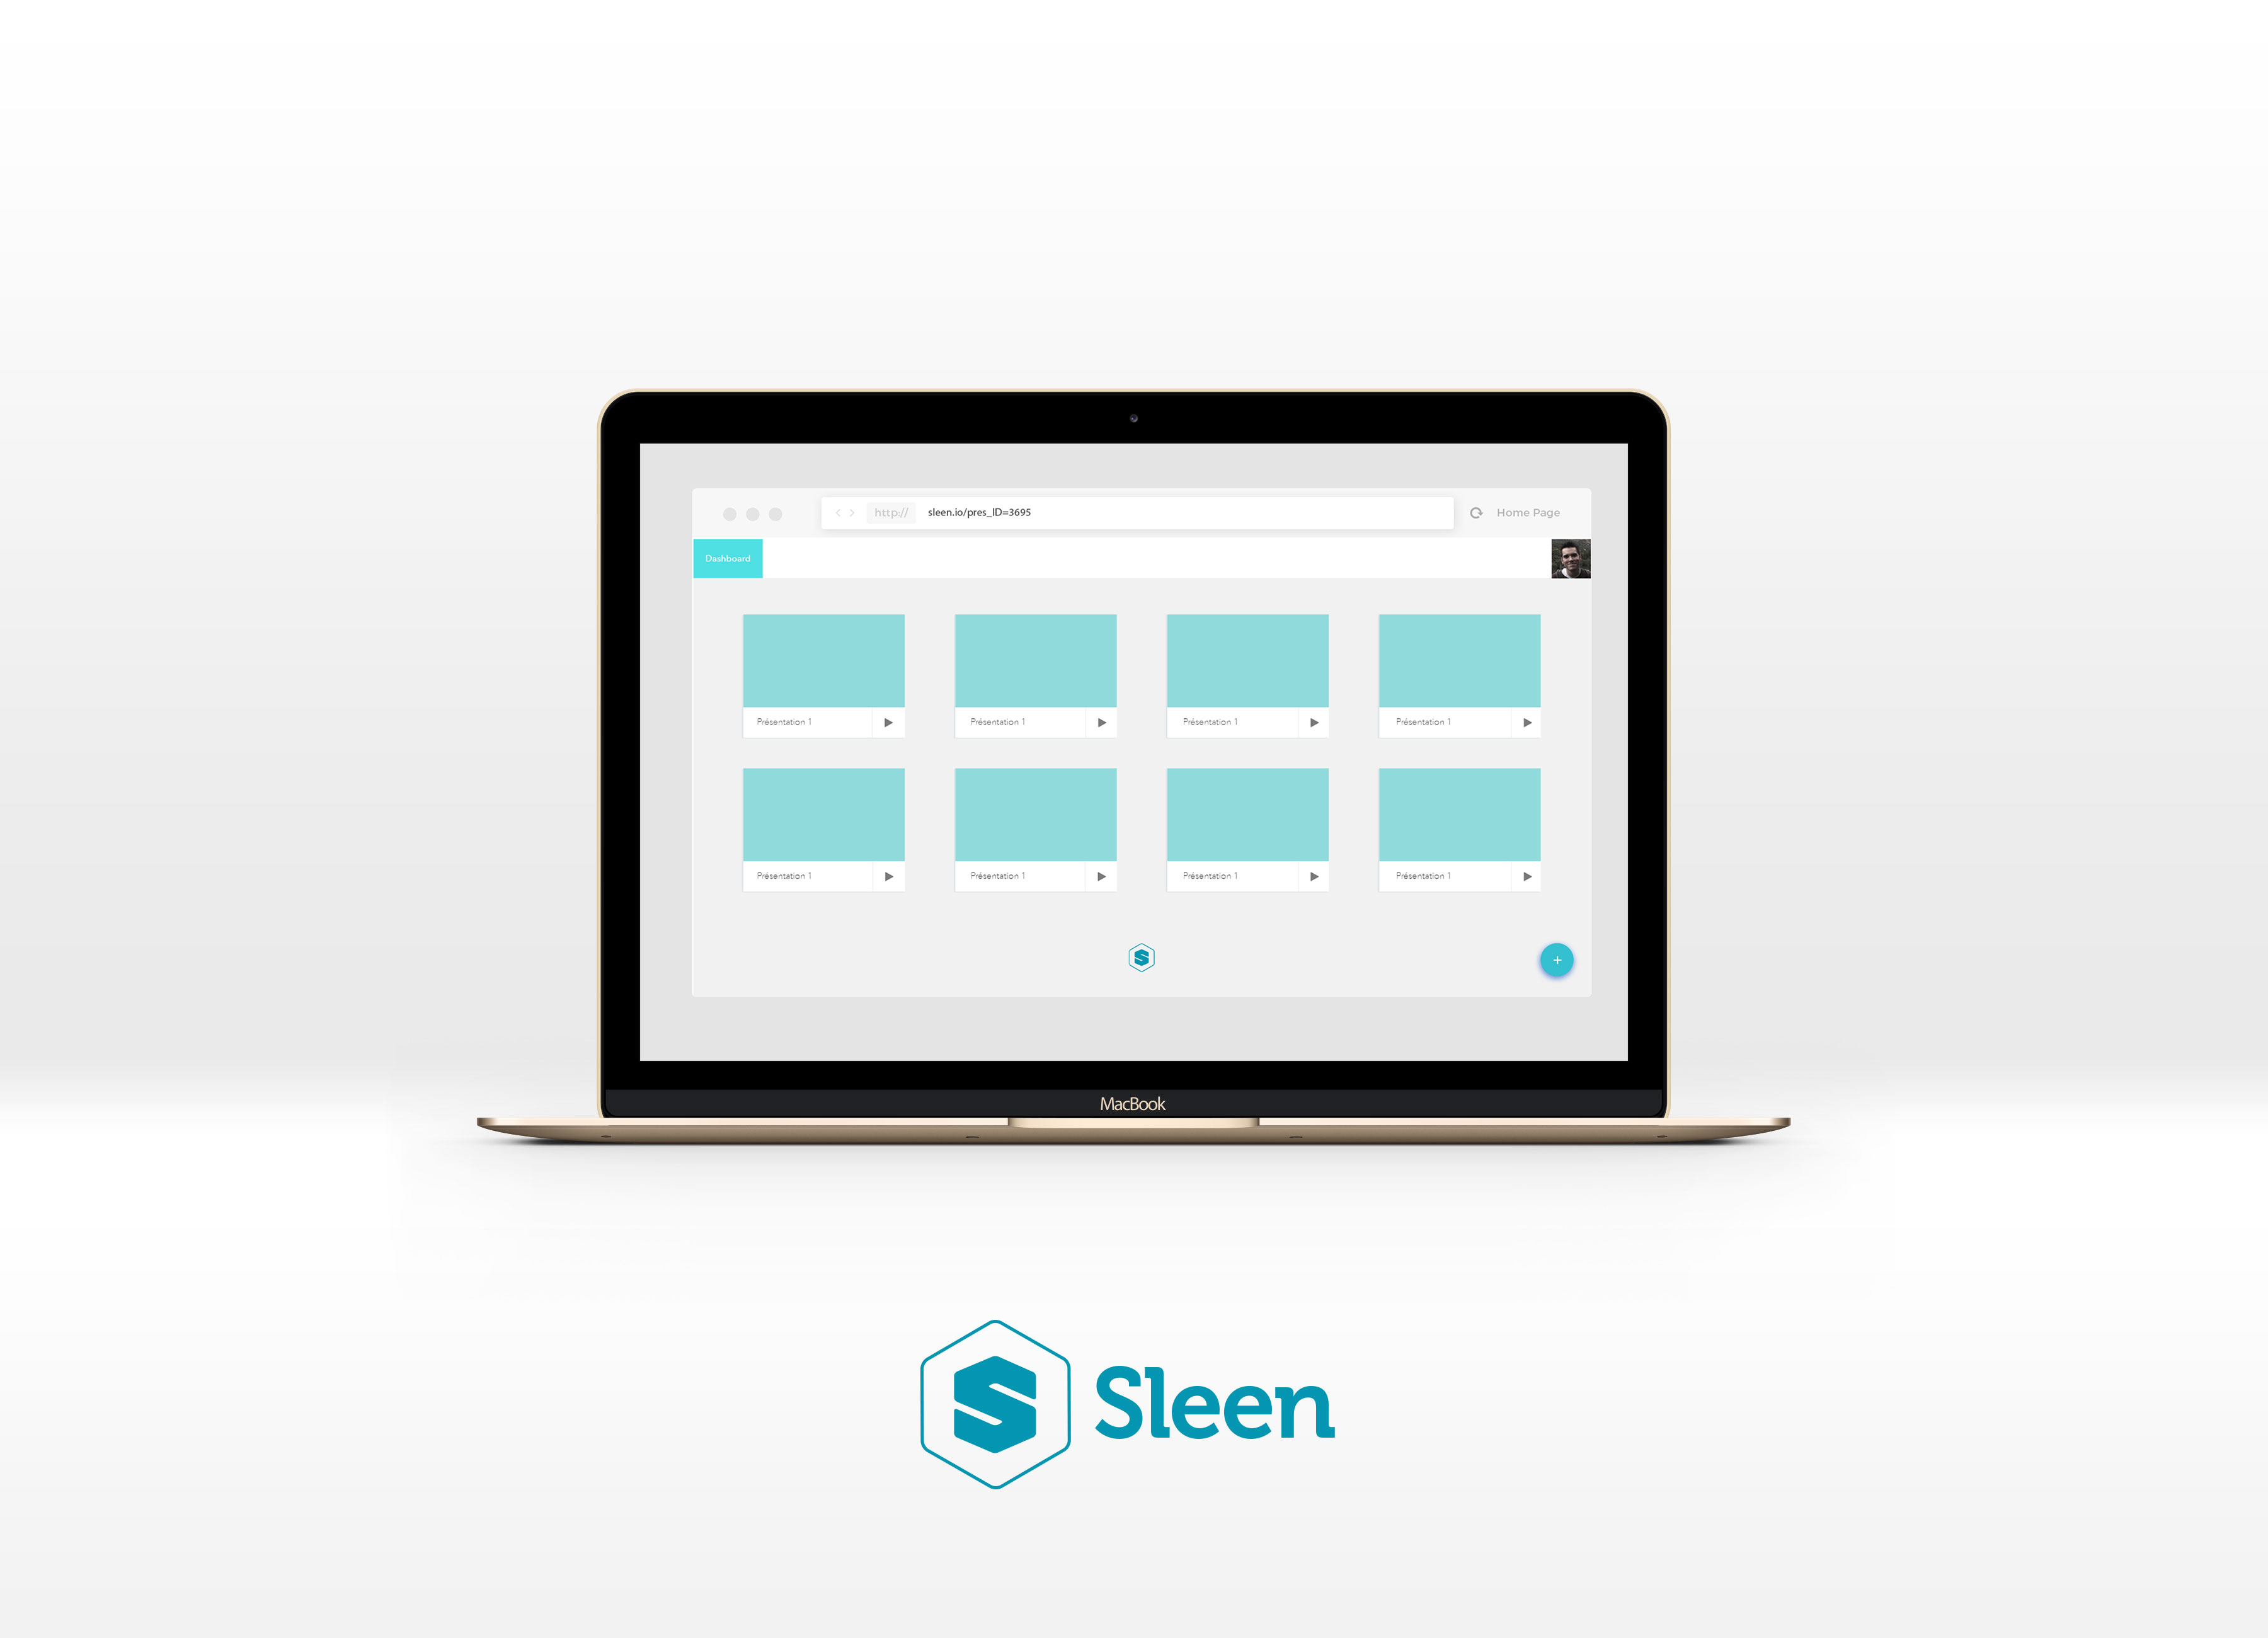 http:// sleen.io/pres_ID=3695 Home Page
Dashboard
Présentation 1 Présentation 1 Présentation 1 Présentation 1
Présentation 1 Présentation 1 Présentation 1 Présentation 1
MacBook
Sleen